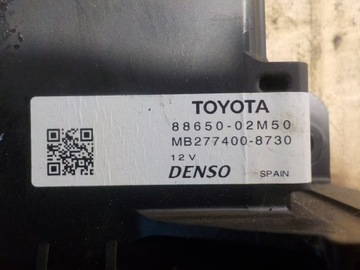 TOYOTA
88650-02M50
MB277400-8730
12V
DENSO SPAIN